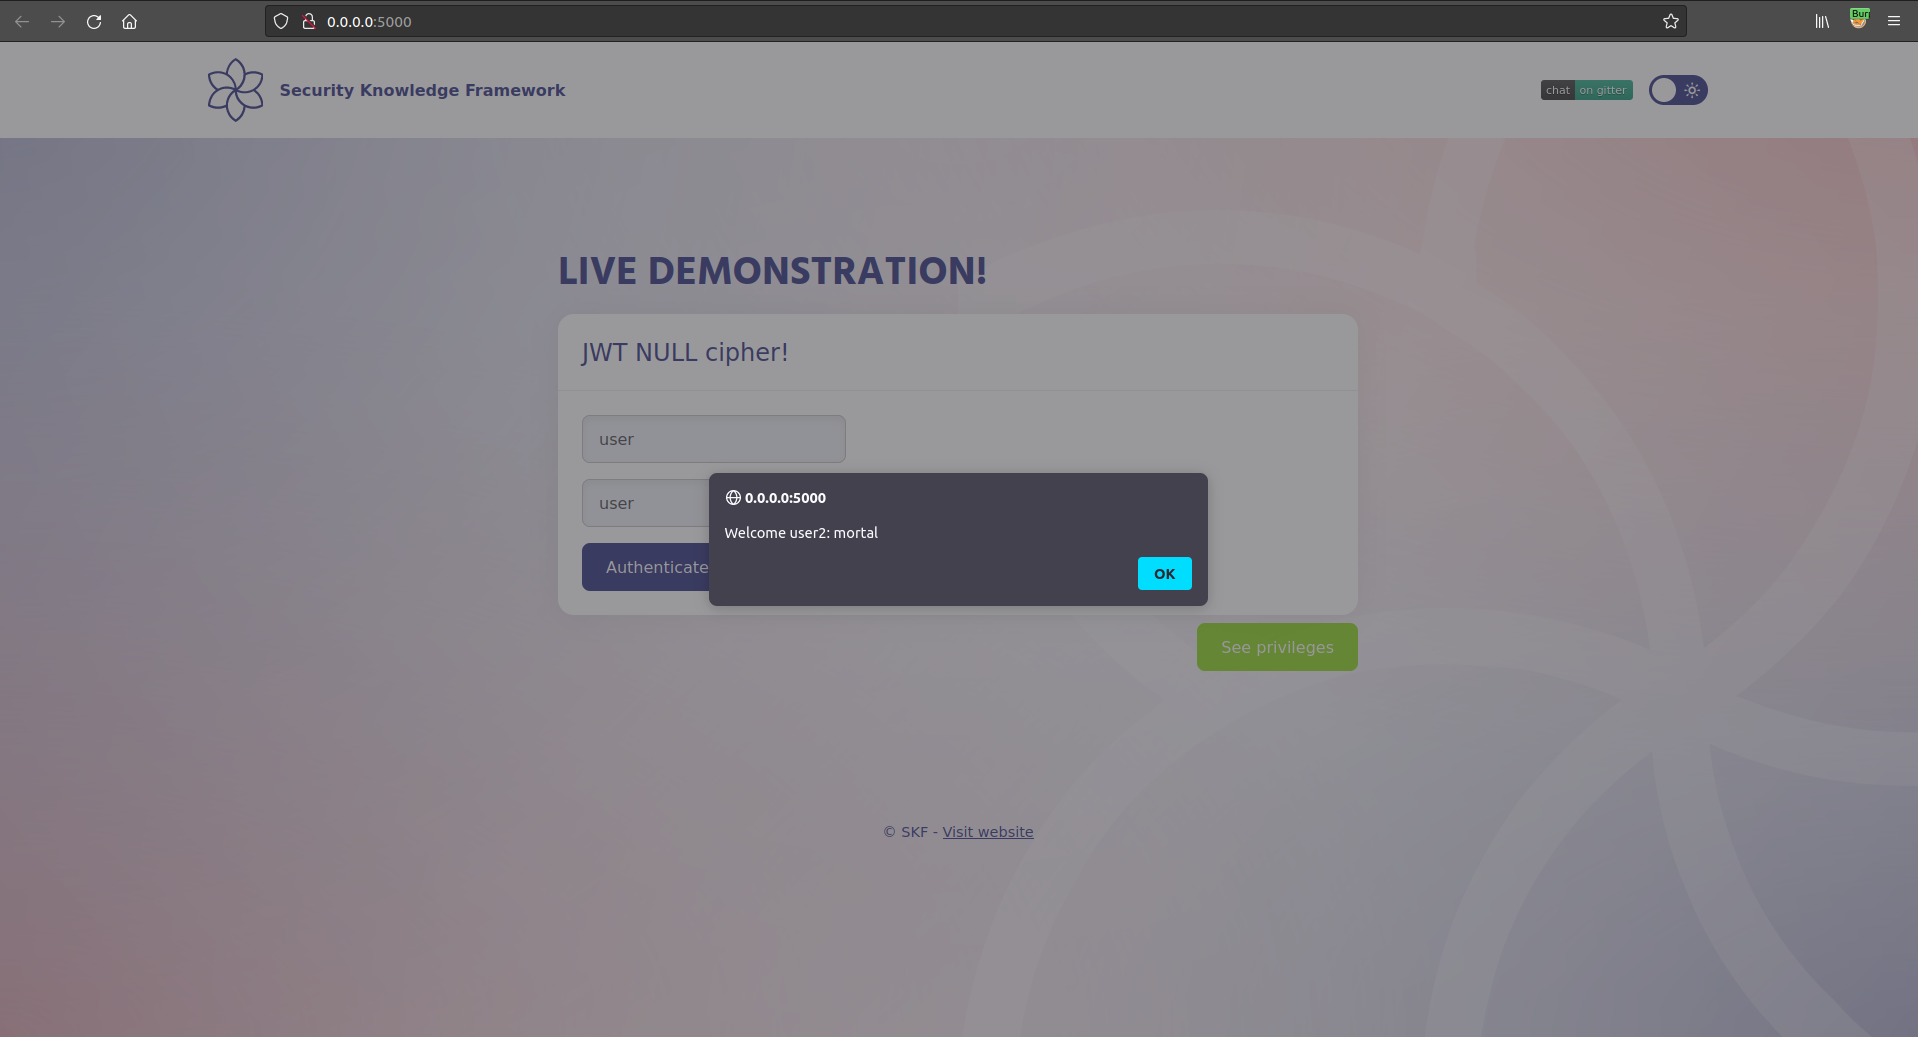 0.0.0.0:5000
Bur
Security Knowledge Framework
chat on gitter
LIVE DEMONSTRATION!
JWT NULL cipher!
user
user
0.0.0.0:5000
Welcome user2: mortal
OK
Authenticate
See privileges
© SKF - Visit website